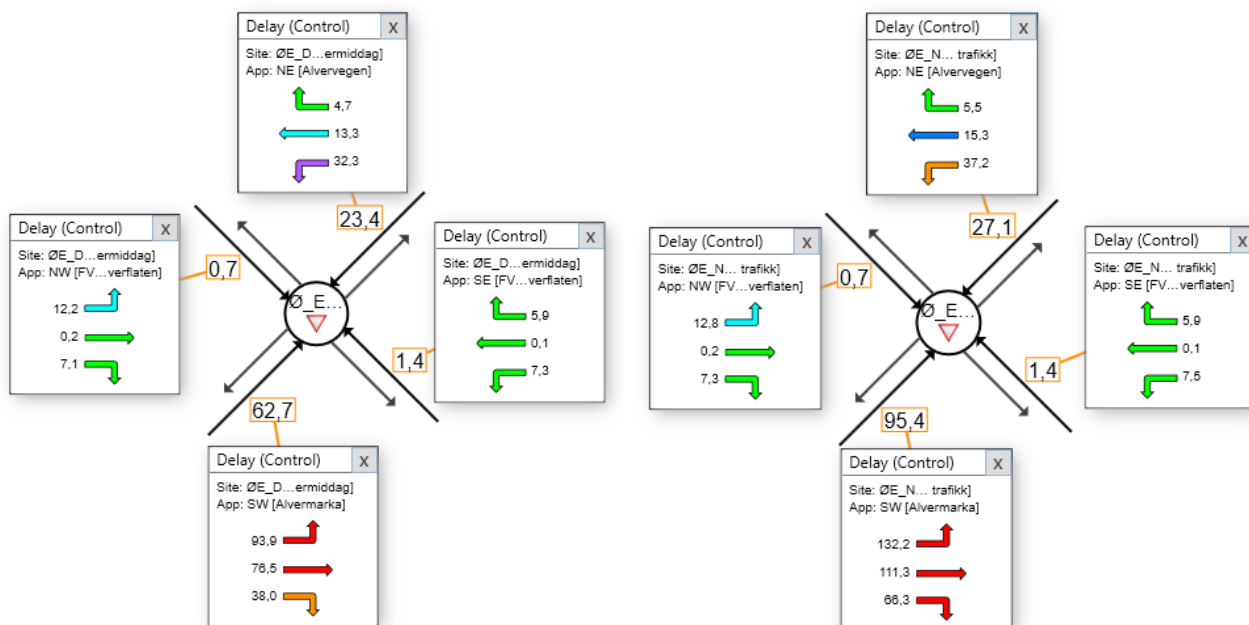 Delay (Control) X
Site: ØE_D...ermiddag]
App: NE [Alvervegen]
4,7
13,3
32,3
23,4
Delay (Control) X
Site: ØE_D...ermiddag]
App: NW [FV...verflaten]
12,2
0,2
7,1
0,7
Delay (Control) X
Site: ØE_D...ermiddag]
App: SE [FV...verflaten]
5,9
0,1
7,3
1,4
Ø_E...
62,7
Delay (Control) X
Site: ØE_D...ermiddag]
App: SW [Alvermarka]
93,9
76,5
38,0
Delay (Control) X
Site: ØE_N... trafikk]
App: NE [Alvervegen]
5,5
15,3
37,2
27,1
Delay (Control) X
Site: ØE_N... trafikk]
App: NW [FV...verflaten]
12,8
0,2
7,3
0,7
Delay (Control) X
Site: ØE_N... trafikk]
App: SE [FV...verflaten]
5,9
0,1
7,5
1,4
Ø_E...
95,4
Delay (Control) X
Site: ØE_N... trafikk]
App: SW [Alvermarka]
132,2
111,3
66,3